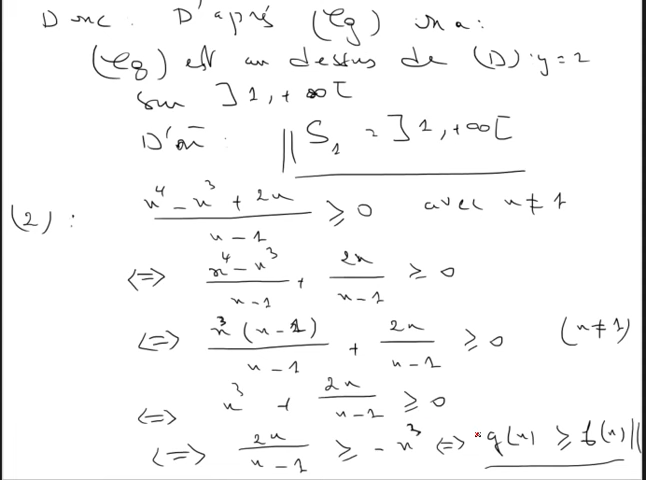 Donc. D'aprés (Cg) on a:
(Cg) est au dessus de (D): y = 2
sur ]1, +∞[
D'où: || S₁ = ]1, +∞[
(2): (x⁴ - x³ + 2x)/(x - 1) ≥ 0 avec x ≠ 1
<=> (x⁴ - x³)/(x - 1) + 2x/(x - 1) ≥ 0
<=> x³(x - 1)/(x - 1) + 2x/(x - 1) ≥ 0 (x ≠ 1)
<=> x³ + 2x/(x - 1) ≥ 0
<=> 2x/(x - 1) ≥ -x³ <=> g(x) ≥ f(x) ||